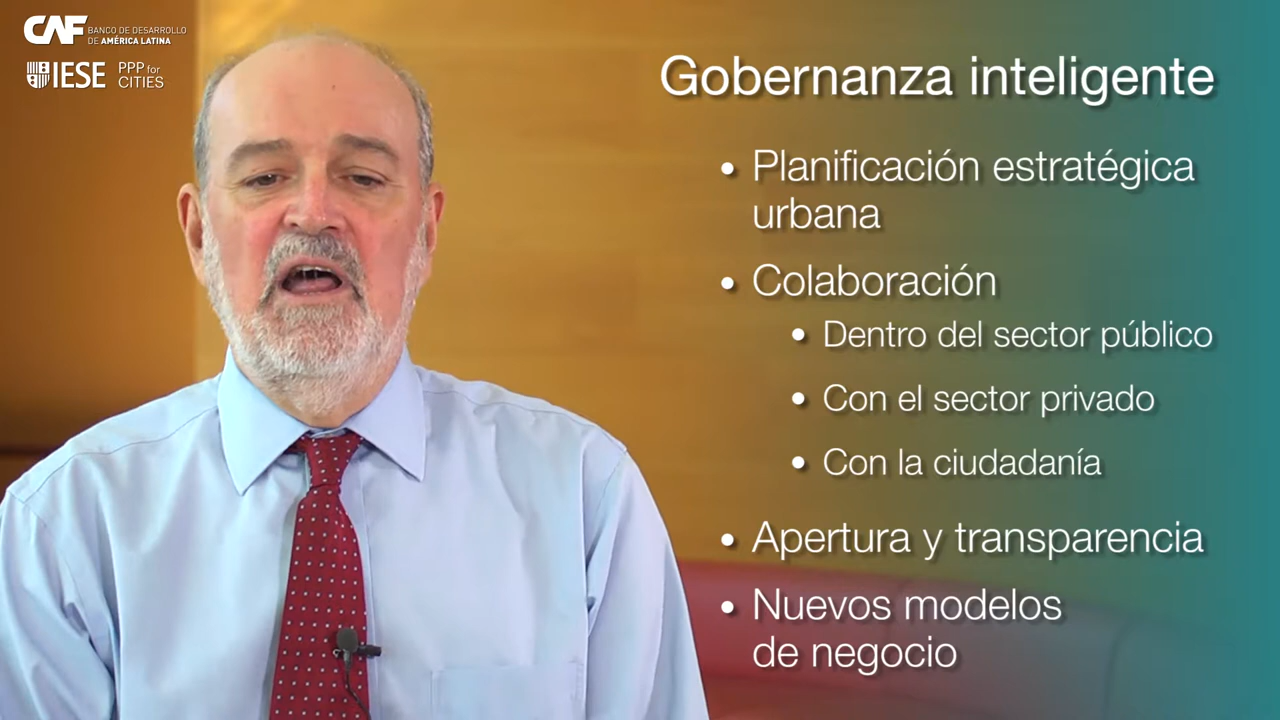 CAF BANCO DE DESARROLLO
DE AMÉRICA LATINA
IESE PPP for
CITIES
Gobernanza inteligente
• Planificación estratégica
urbana
• Colaboración
• Dentro del sector público
• Con el sector privado
• Con la ciudadanía
• Apertura y transparencia
• Nuevos modelos
de negocio